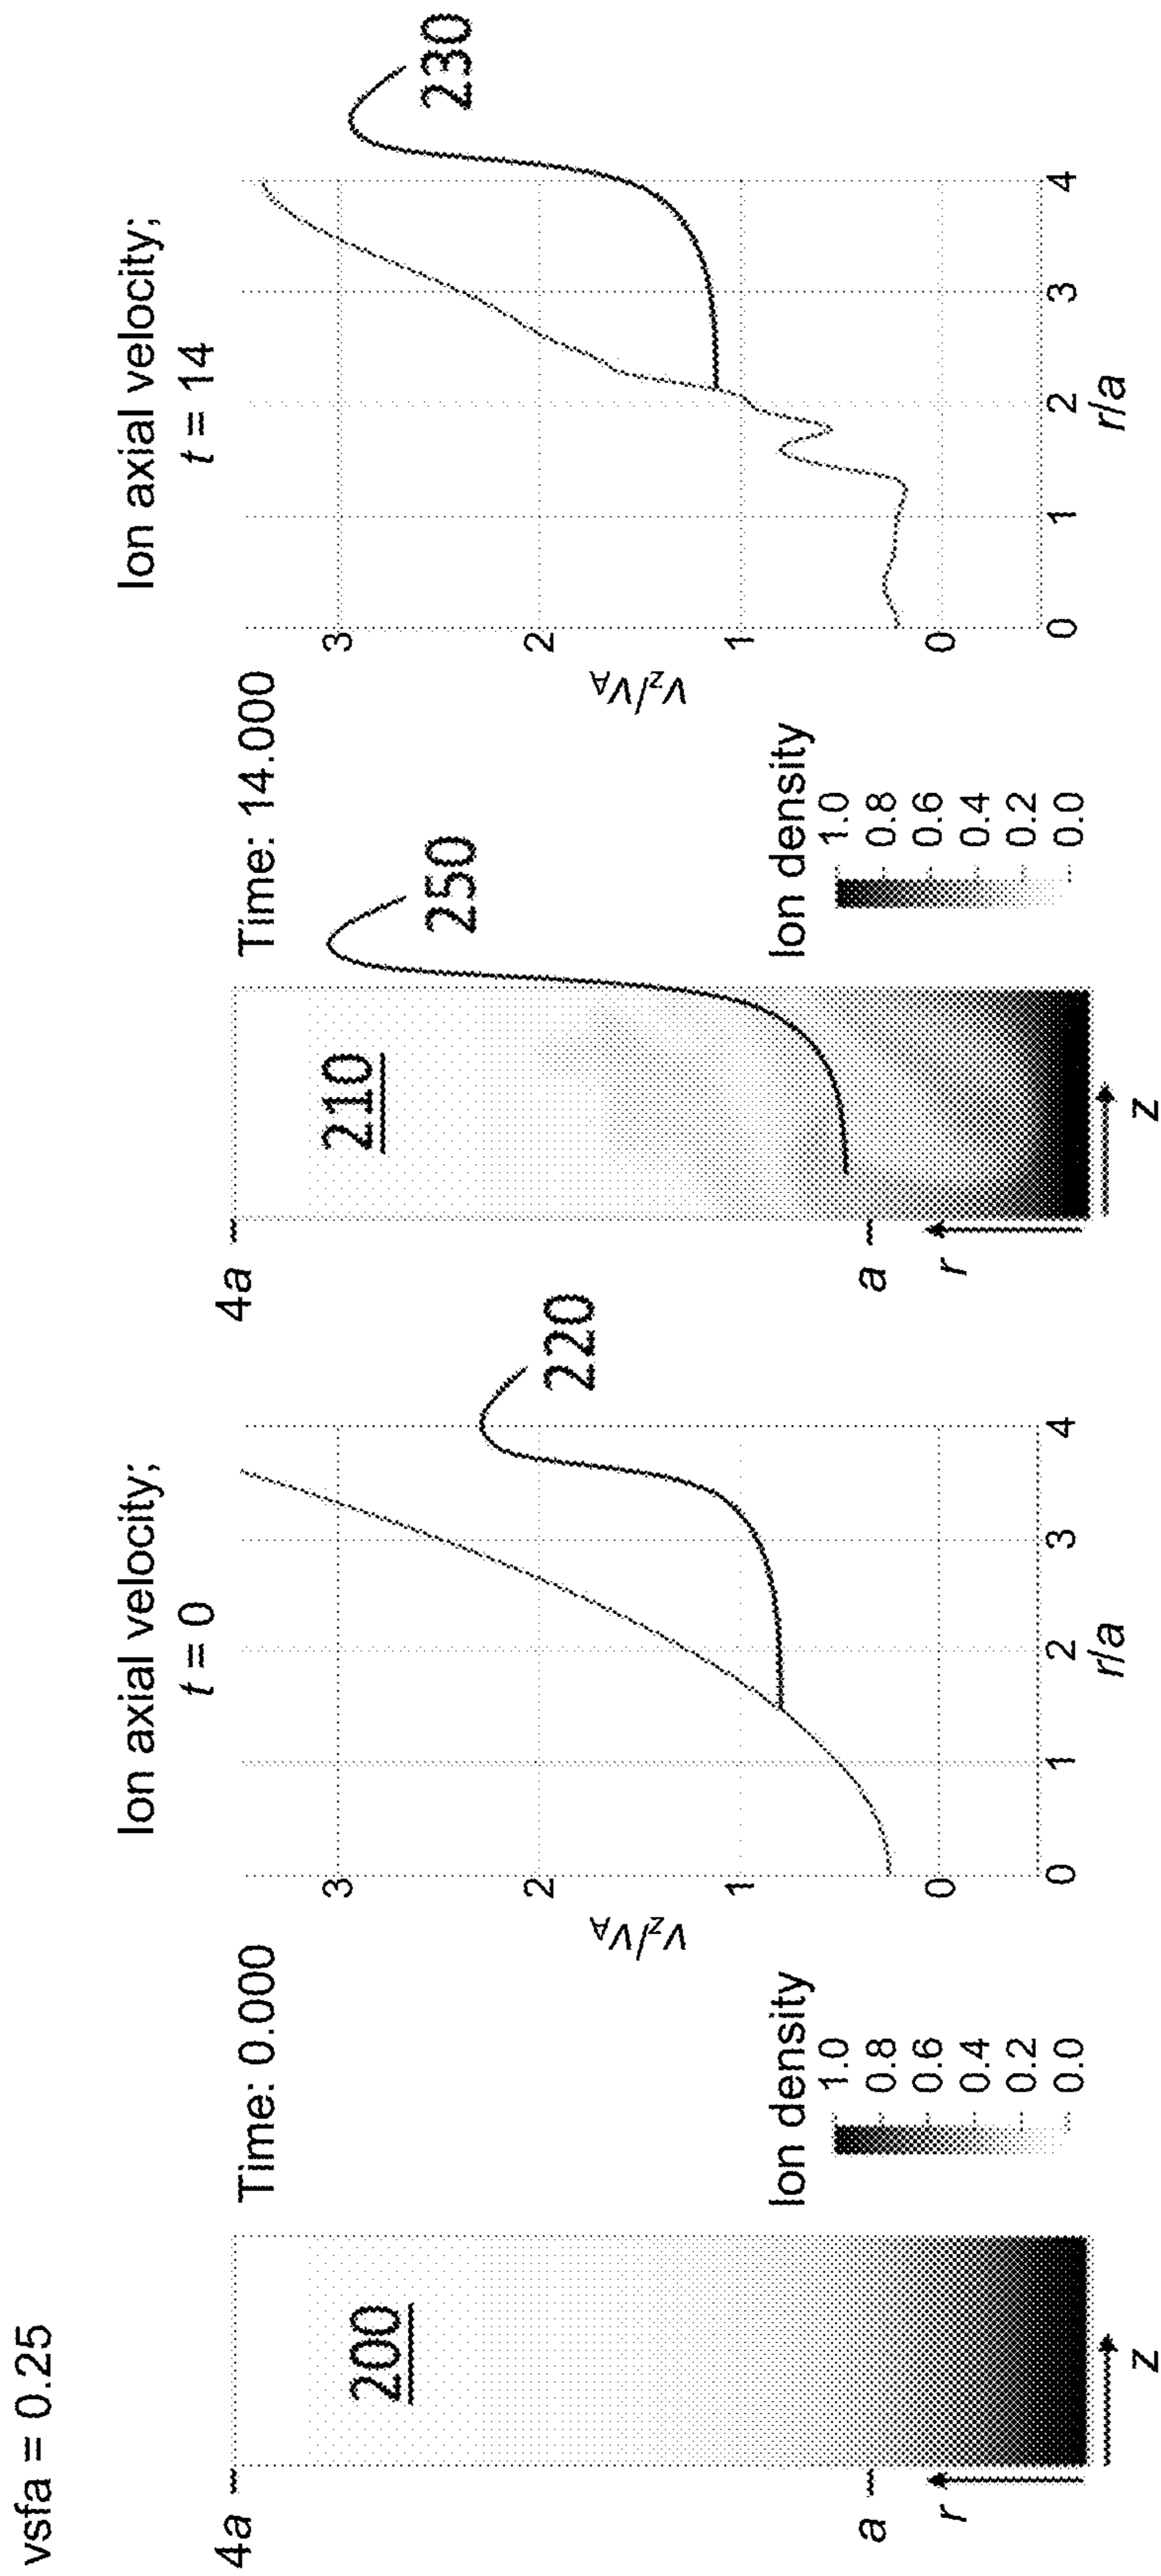 vsfa = 0.25
Time: 0.000
200
4a
a
r
z
Ion density
1.0
0.8
0.6
0.4
0.2
0.0
Ion axial velocity;
t = 0
3
2
1
0
vz/vA
0 1 2 3 4
r/a
220
Time: 14.000
210
250
4a
a
r
z
Ion density
1.0
0.8
0.6
0.4
0.2
0.0
Ion axial velocity;
t = 14
3
2
1
0
vz/vA
0 1 2 3 4
r/a
230